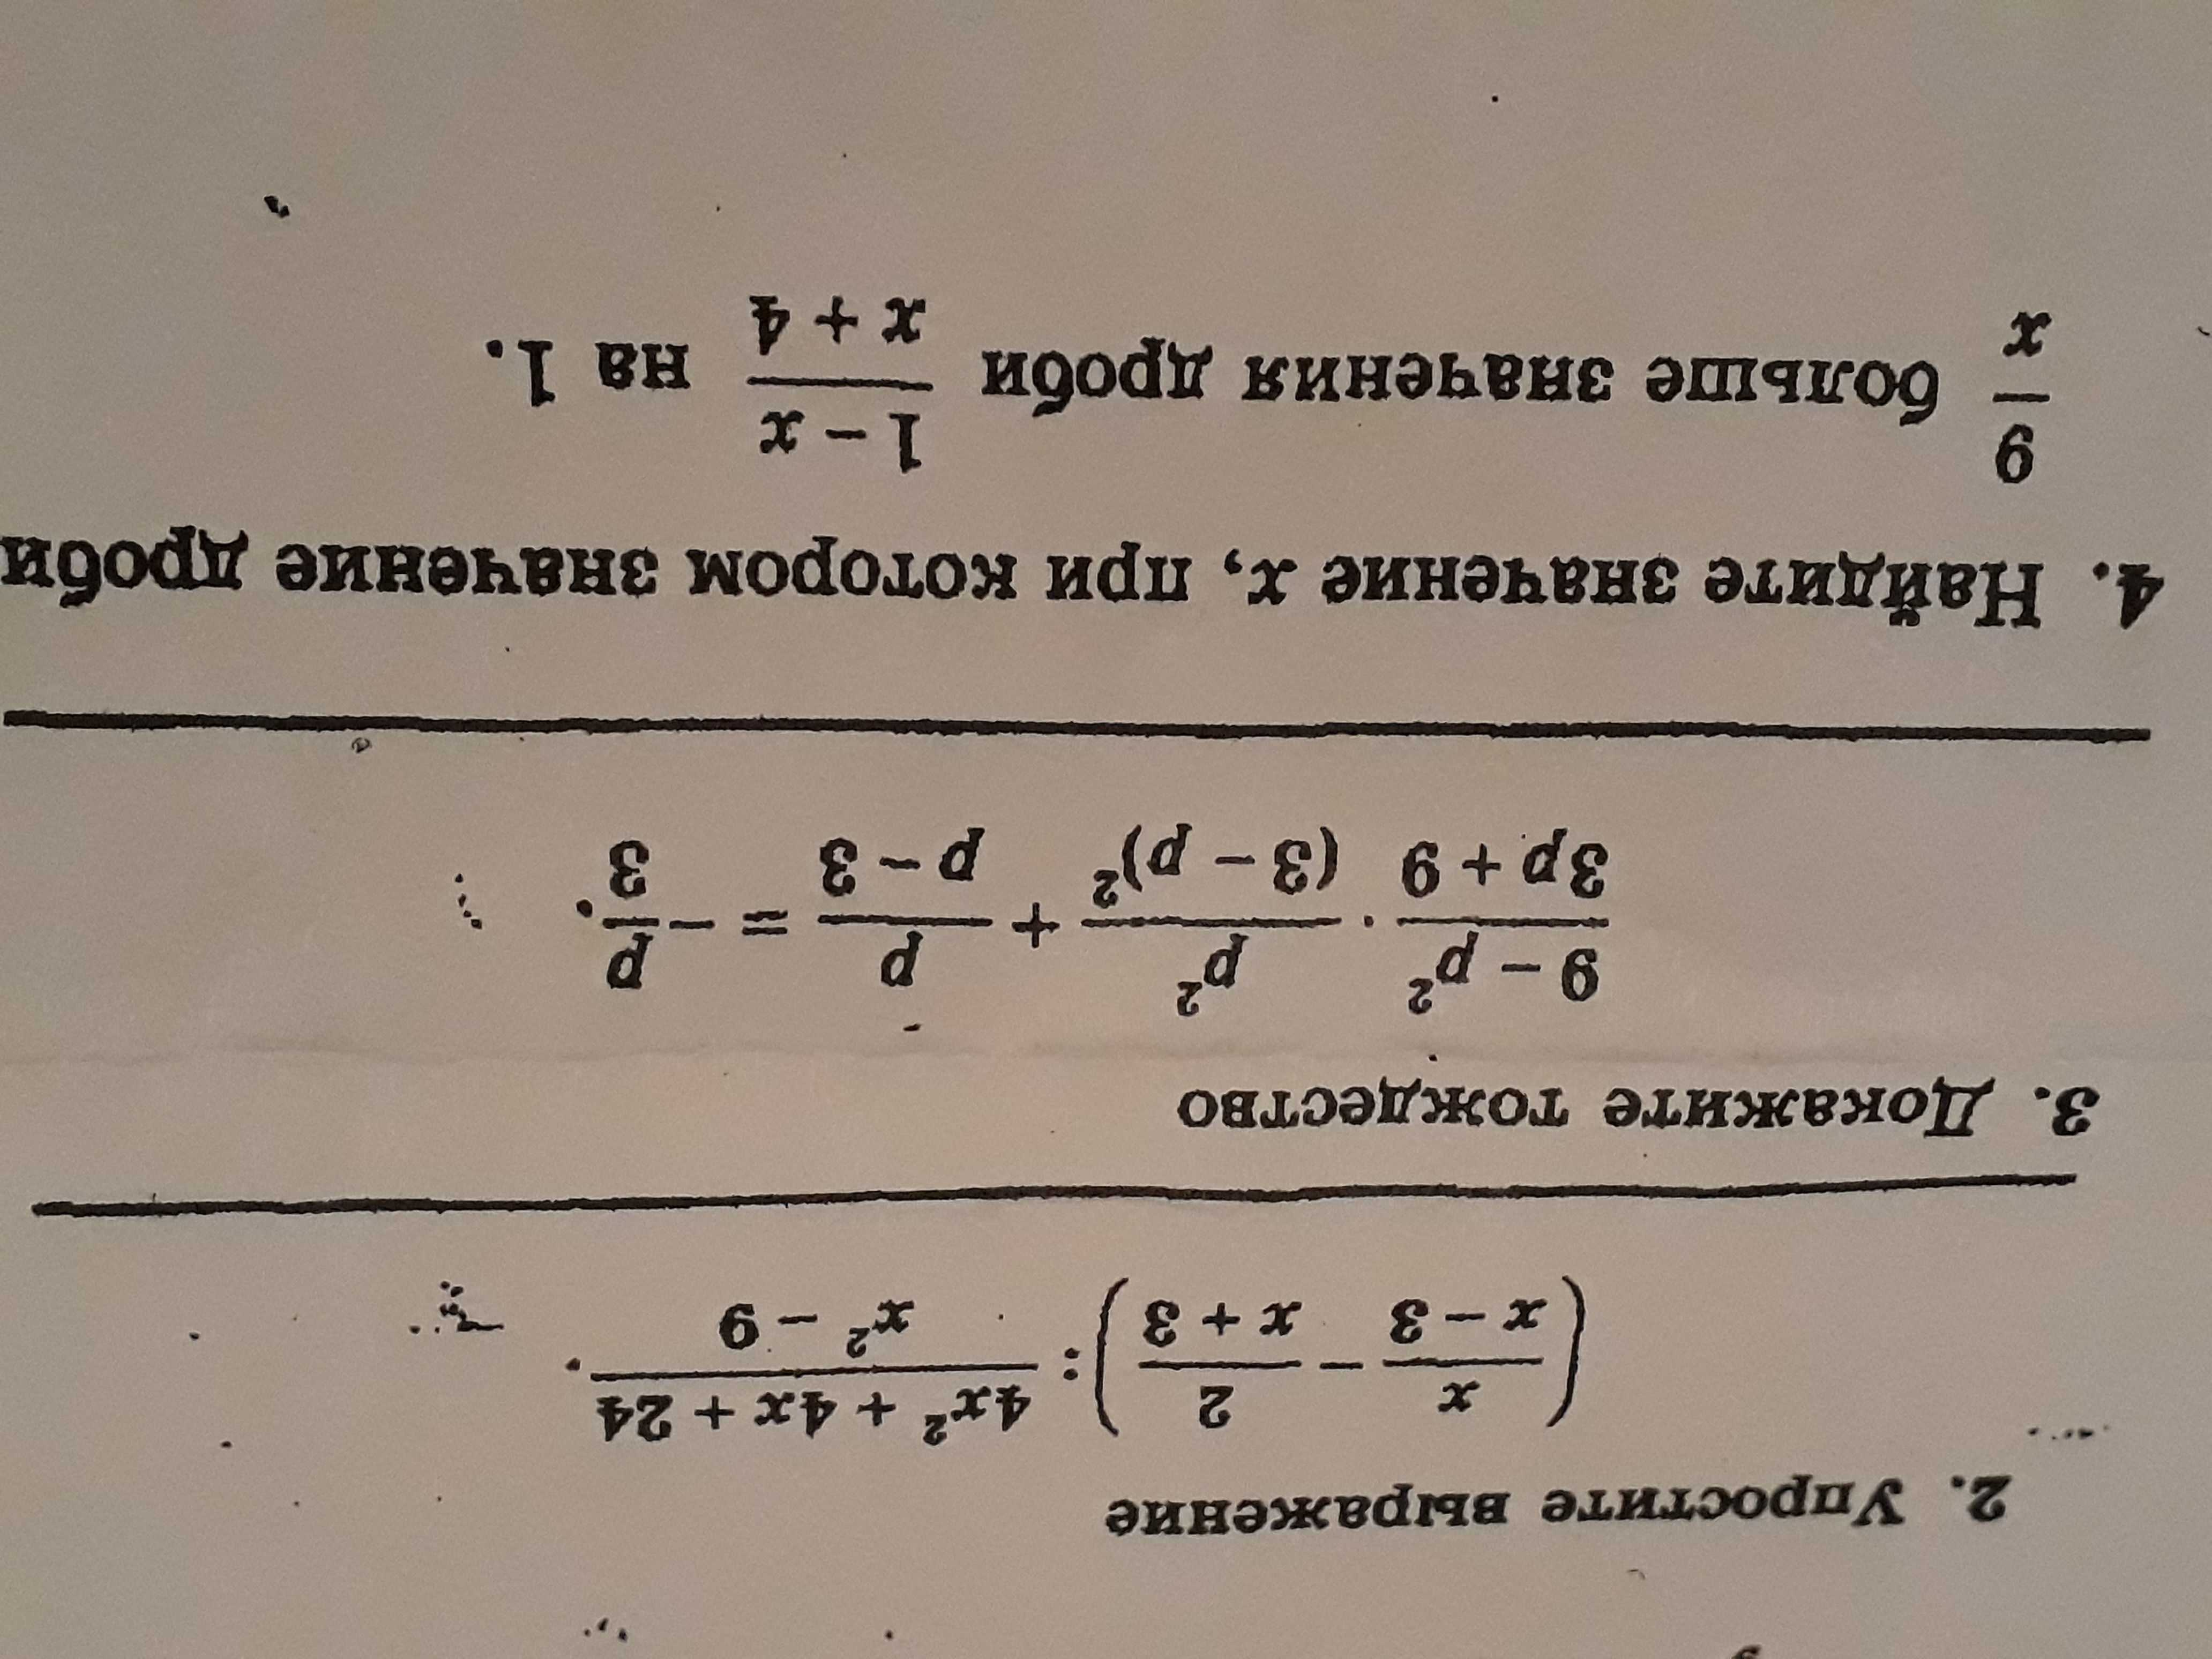 2. Упростите выражение
(x/(x − 3) − 2/(x + 3)) : (4x² + 4x + 24)/(x² − 9).
3. Докажите тождество
(9 − p²)/(3p + 9) · p²/(3 − p)² + p/(p − 3) = −p/3.
4. Найдите значение x, при котором значение дроби
9/x больше значения дроби (1 − x)/(x + 4) на 1.